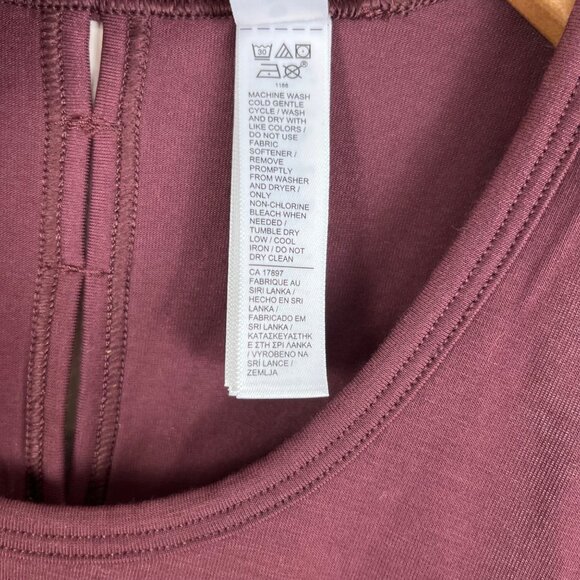 30
1166
MACHINE WASH
COLD GENTLE
CYCLE / WASH
AND DRY WITH
LIKE COLORS /
DO NOT USE
FABRIC
SOFTENER /
REMOVE
PROMPTLY
FROM WASHER
AND DRYER /
ONLY
NON-CHLORINE
BLEACH WHEN
NEEDED /
TUMBLE DRY
LOW / COOL
IRON / DO NOT
DRY CLEAN
CA 17897
FABRIQUE AU
SRI LANKA /
HECHO EN SRI
LANKA /
FABRICADO EM
SRI LANKA /
ΚΑΤΑΣΚΕΥΑΣΤΗΚ
Ε ΣΤΗ ΣΡΙ ΛΑΝΚΑ
/ VYROBENO NA
SRÍ LANCE /
ZEMLJA